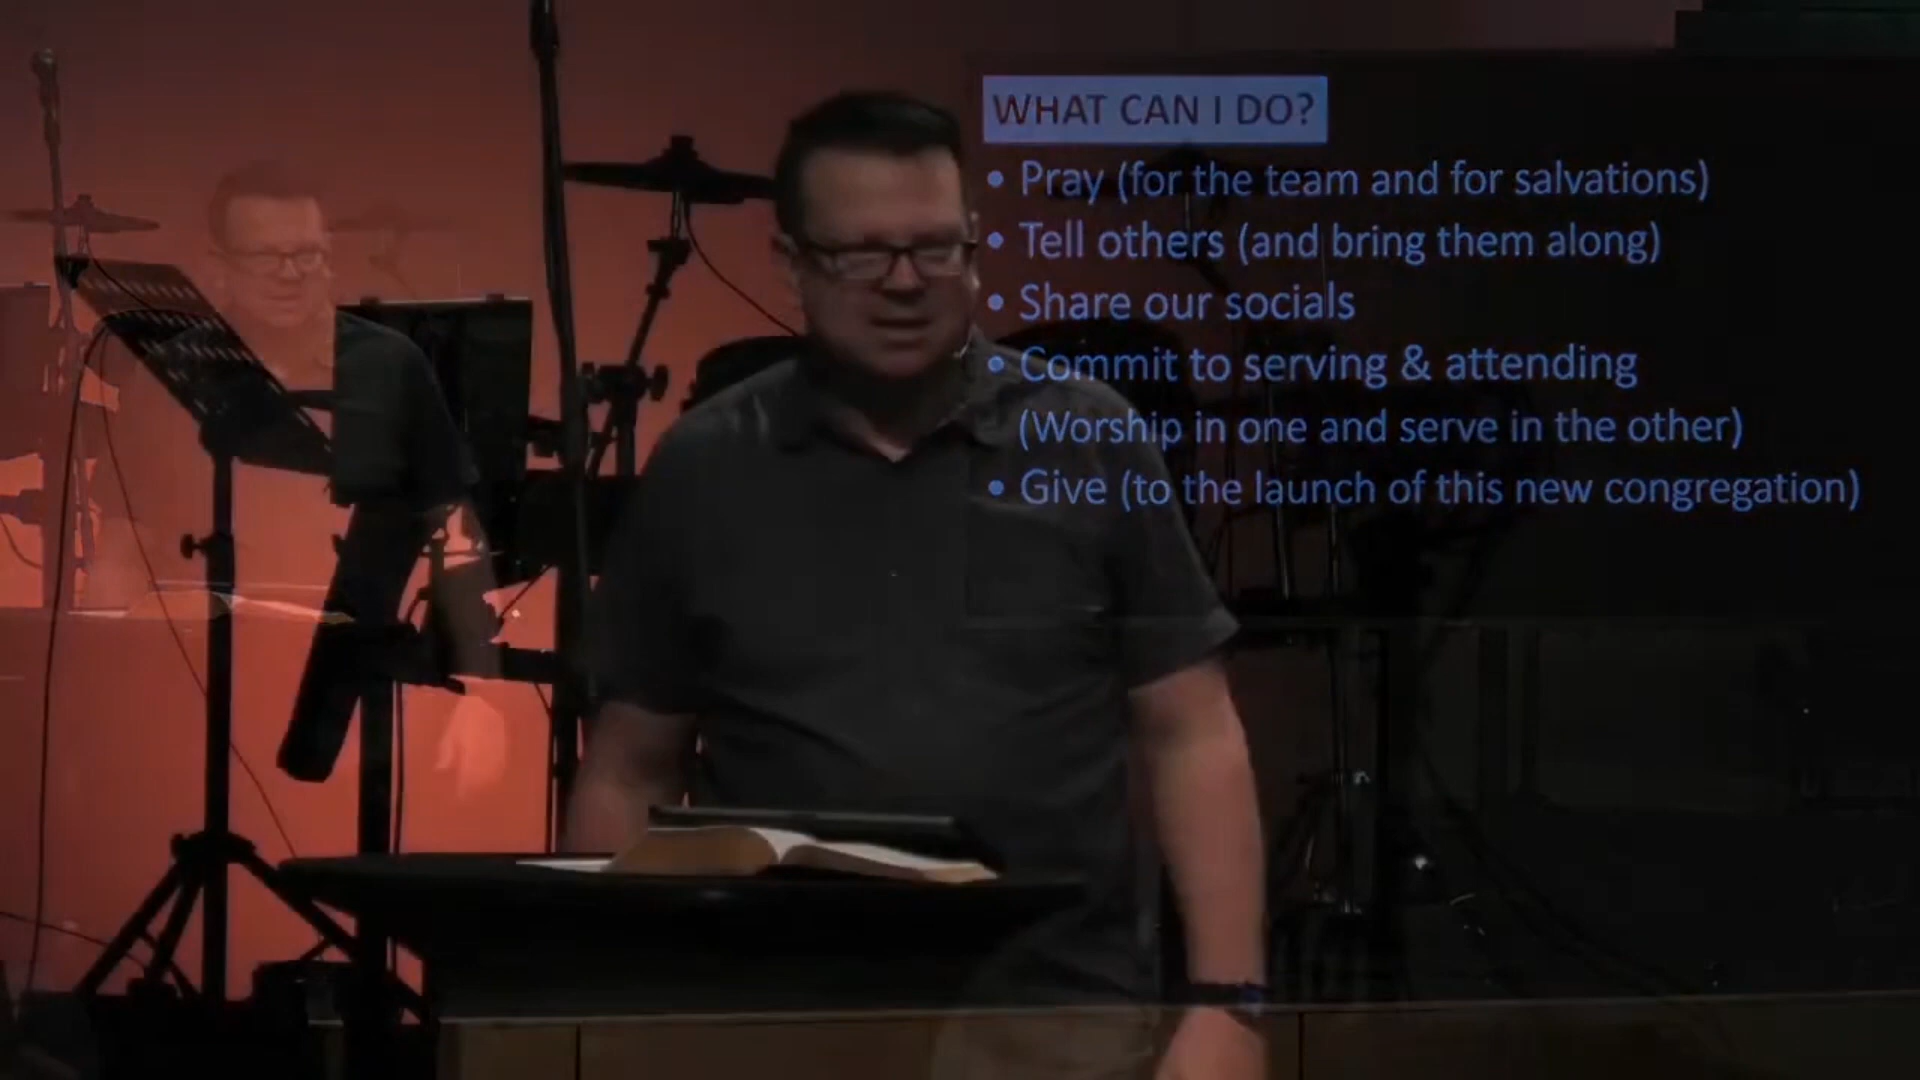 WHAT CAN I DO?
• Pray (for the team and for salvations)
• Tell others (and bring them along)
• Share our socials
• Commit to serving & attending
(Worship in one and serve in the other)
• Give (to the launch of this new congregation)